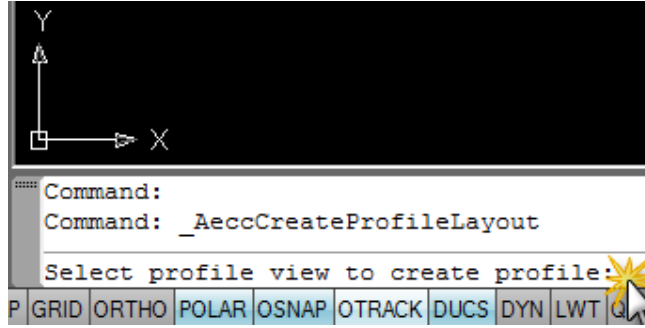 Y
X
Command:
Command: _AeccCreateProfileLayout
Select profile view to create profile:
P GRID ORTHO POLAR OSNAP OTRACK DUCS DYN LWT Q